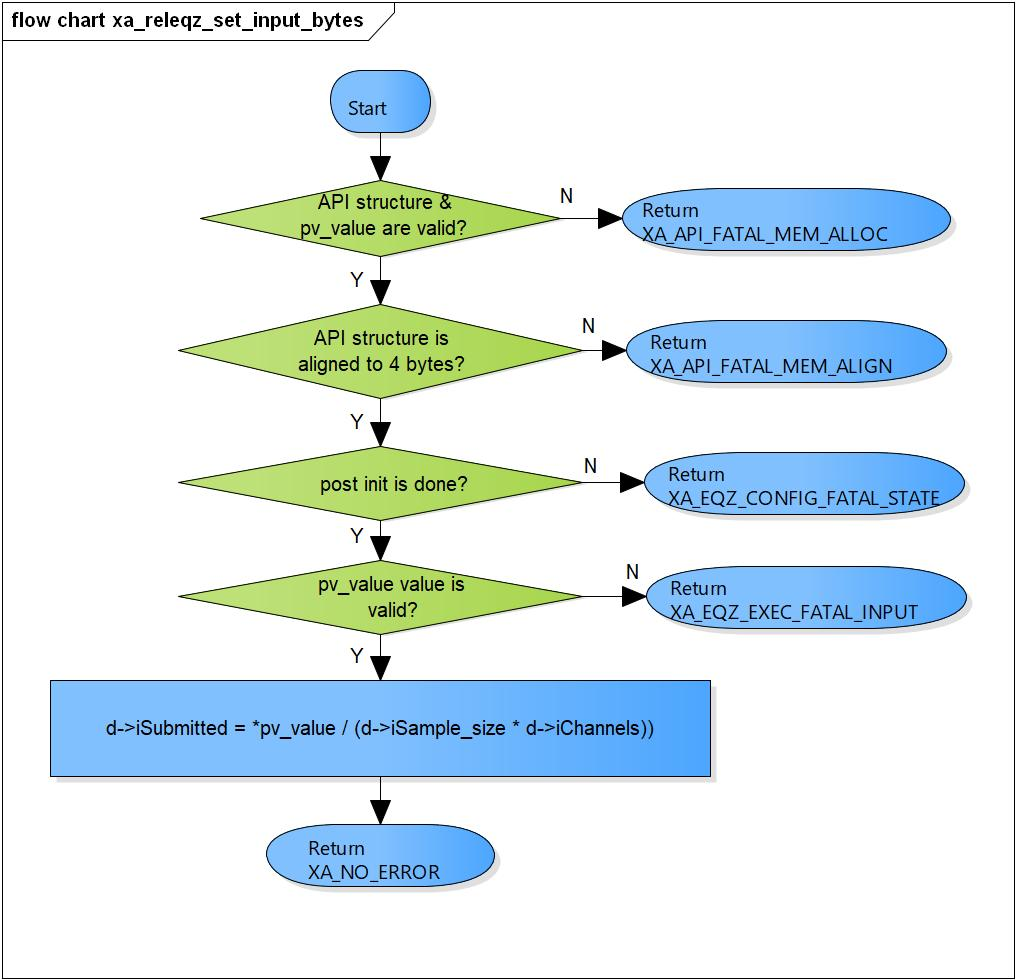 flow chart xa_releqz_set_input_bytes
Start
API structure &
pv_value are valid?
N
Return
XA_API_FATAL_MEM_ALLOC
Y
API structure is
aligned to 4 bytes?
N
Return
XA_API_FATAL_MEM_ALIGN
Y
post init is done?
N
Return
XA_EQZ_CONFIG_FATAL_STATE
Y
pv_value value is
valid?
N
Return
XA_EQZ_EXEC_FATAL_INPUT
Y
d->iSubmitted = *pv_value / (d->iSample_size * d->iChannels))
Return
XA_NO_ERROR